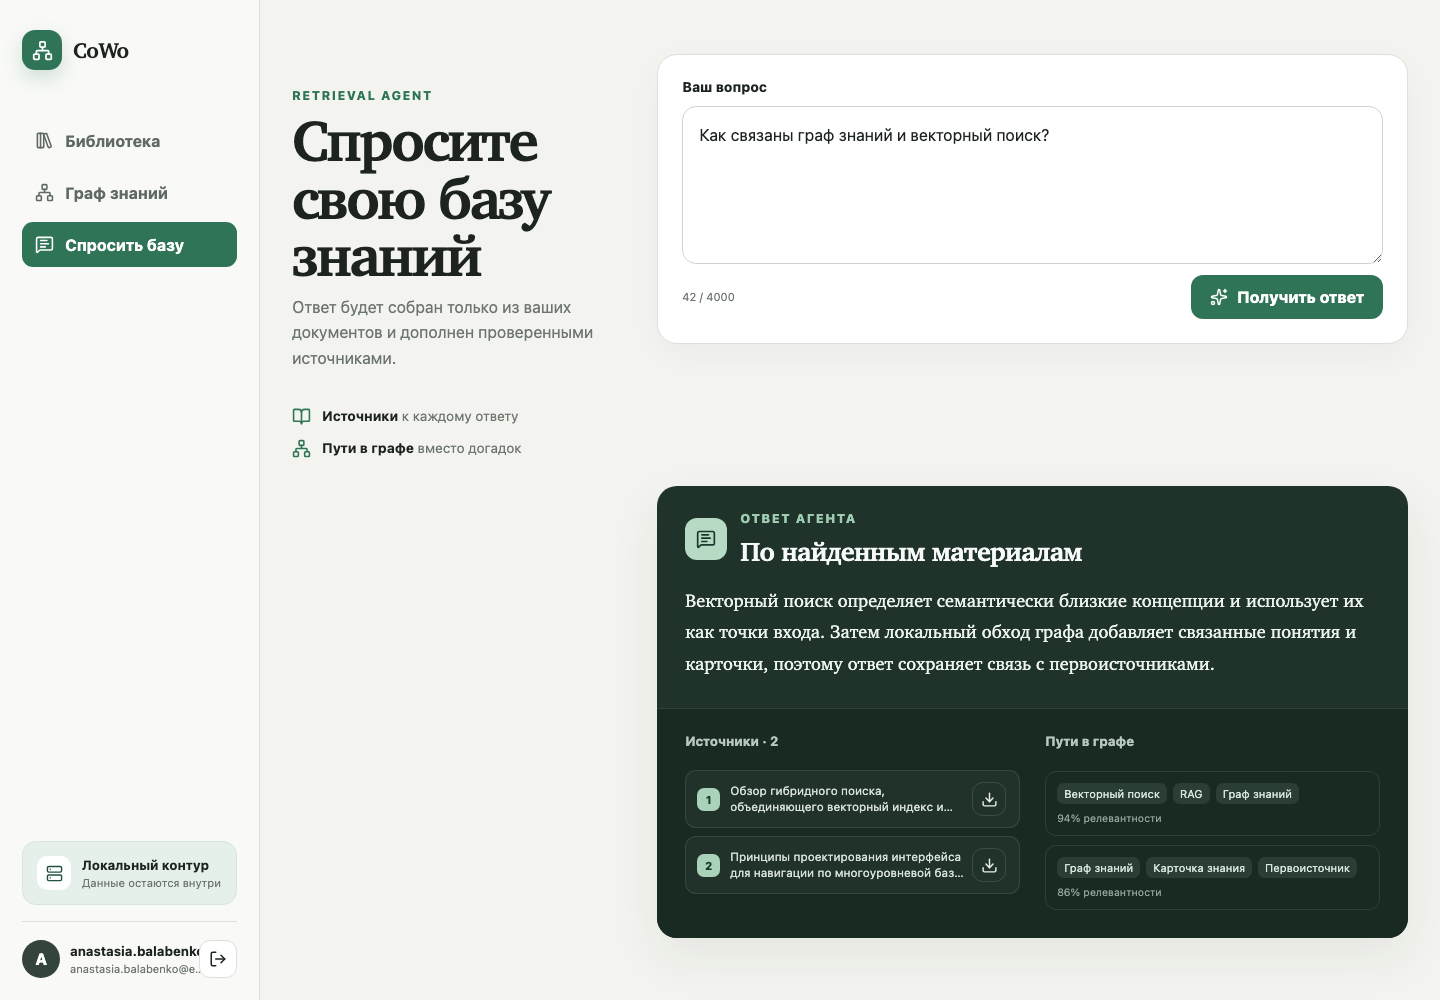 CoWo
Библиотека
Граф знаний
Спросить базу
Локальный контур
Данные остаются внутри
A
anastasia.balabenko
anastasia.balabenko@e...
RETRIEVAL AGENT
Спросите
свою базу
знаний
Ответ будет собран только из ваших
документов и дополнен проверенными
источниками.
Источники к каждому ответу
Пути в графе вместо догадок
Ваш вопрос
Как связаны граф знаний и векторный поиск?
42 / 4000
Получить ответ
ОТВЕТ АГЕНТА
По найденным материалам
Векторный поиск определяет семантически близкие концепции и использует их
как точки входа. Затем локальный обход графа добавляет связанные понятия и
карточки, поэтому ответ сохраняет связь с первоисточниками.
Источники · 2
1
Обзор гибридного поиска,
объединяющего векторный индекс и...
2
Принципы проектирования интерфейса
для навигации по многоуровневой баз...
Пути в графе
Векторный поиск RAG Граф знаний
94% релевантности
Граф знаний Карточка знания Первоисточник
86% релевантности